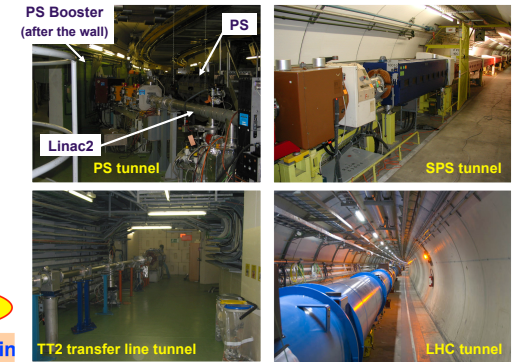 PS Booster
(after the wall)
PS
Linac2
PS tunnel
SPS tunnel
in
TT2 transfer line tunnel
LHC tunnel